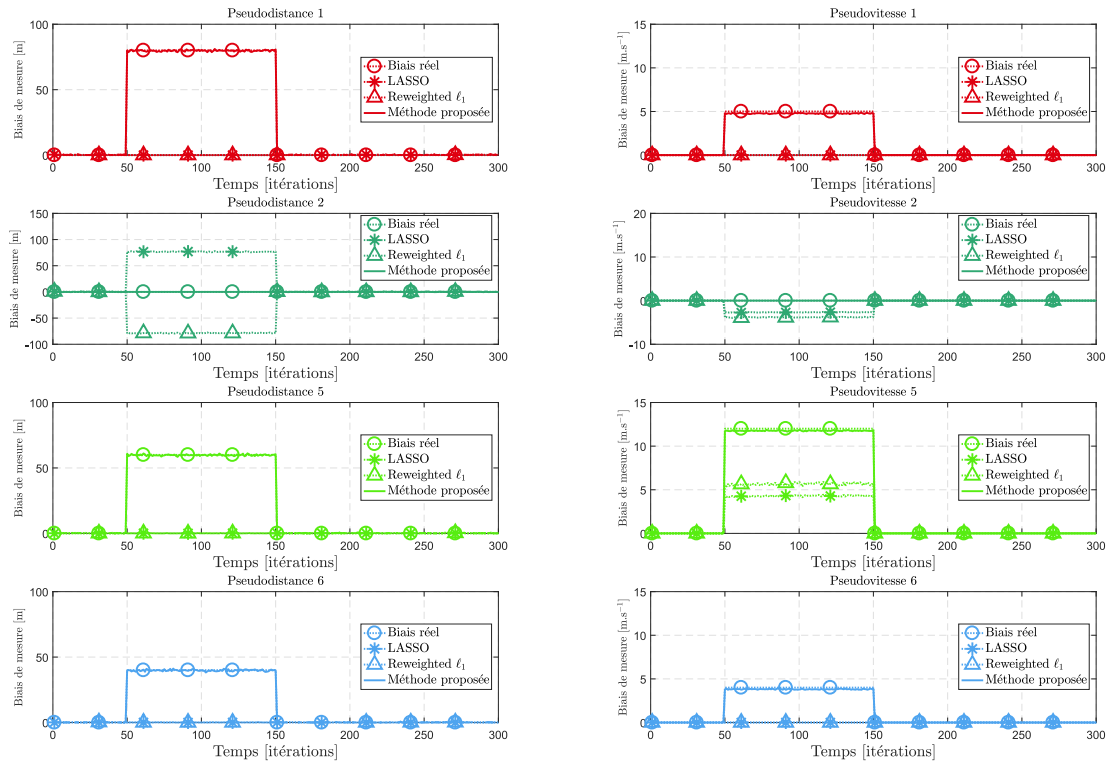 Pseudodistance 1
100
50
0
Biais de mesure [m]
0 50 100 150 200 250 300
Temps [itérations]
Biais réel
LASSO
Reweighted ℓ₁
Méthode proposée
Pseudovitesse 1
15
10
5
0
Biais de mesure [m.s⁻¹]
0 50 100 150 200 250 300
Temps [itérations]
Biais réel
LASSO
Reweighted ℓ₁
Méthode proposée
Pseudodistance 2
150
100
50
0
-50
-100
Biais de mesure [m]
0 50 100 150 200 250 300
Temps [itérations]
Biais réel
LASSO
Reweighted ℓ₁
Méthode proposée
Pseudovitesse 2
20
10
0
-10
Biais de mesure [m.s⁻¹]
0 50 100 150 200 250 300
Temps [itérations]
Biais réel
LASSO
Reweighted ℓ₁
Méthode proposée
Pseudodistance 5
100
50
0
Biais de mesure [m]
0 50 100 150 200 250 300
Temps [itérations]
Biais réel
LASSO
Reweighted ℓ₁
Méthode proposée
Pseudovitesse 5
15
10
5
0
Biais de mesure [m.s⁻¹]
0 50 100 150 200 250 300
Temps [itérations]
Biais réel
LASSO
Reweighted ℓ₁
Méthode proposée
Pseudodistance 6
100
50
0
Biais de mesure [m]
0 50 100 150 200 250 300
Temps [itérations]
Biais réel
LASSO
Reweighted ℓ₁
Méthode proposée
Pseudovitesse 6
15
10
5
0
Biais de mesure [m.s⁻¹]
0 50 100 150 200 250 300
Temps [itérations]
Biais réel
LASSO
Reweighted ℓ₁
Méthode proposée